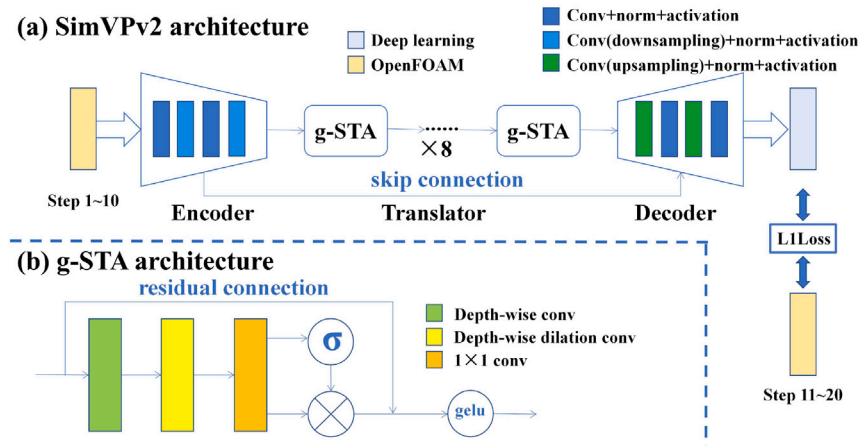 (a) SimVPv2 architecture
Deep learning
OpenFOAM
Conv+norm+activation
Conv(downsampling)+norm+activation
Conv(upsampling)+norm+activation
g-STA
......
×8
g-STA
skip connection
Step 1~10
Encoder
Translator
Decoder
L1Loss
Step 11~20
(b) g-STA architecture
residual connection
Depth-wise conv
Depth-wise dilation conv
1×1 conv
σ
gelu